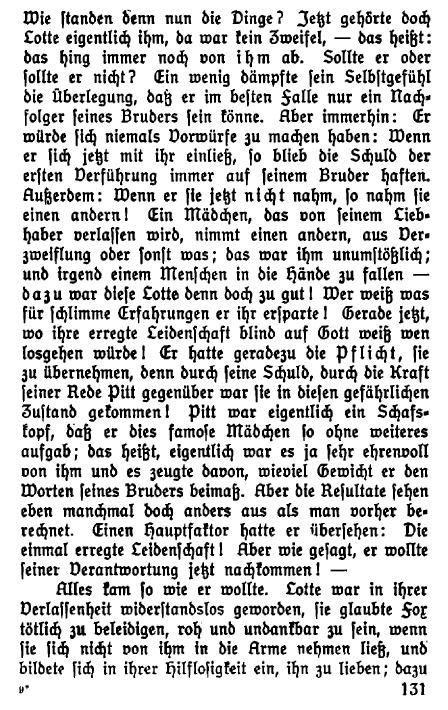 Wie ſtanden denn nun die Dinge? Jetzt gehörte doch
Lotte eigentlich ihm, da war kein Zweifel, — das heißt:
das hing immer noch von ihm ab. Sollte er oder
ſollte er nicht? Ein wenig dämpfte ſein Selbſtgefühl
die Überlegung, daß er im beſten Falle nur ein Nach-
folger ſeines Bruders ſein könne. Aber immerhin: Er
würde ſich niemals Vorwürfe zu machen haben: Wenn
er ſich jetzt mit ihr einließ, ſo blieb die Schuld der
erſten Verführung immer auf ſeinem Bruder haften.
Außerdem: Wenn er ſie jetzt nicht nahm, ſo nahm ſie
einen andern! Ein Mädchen, das von ſeinem Lieb-
haber verlaſſen wird, nimmt einen andern, aus Ver-
zweiflung oder ſonſt was; das war ihm unumſtößlich;
und irgend einem Menſchen in die Hände zu fallen —
dazu war dieſe Lotte denn doch zu gut! Wer weiß was
für ſchlimme Erfahrungen er ihr erſparte! Gerade jetzt,
wo ihre erregte Leidenſchaft blind auf Gott weiß wen
losgehen würde! Er hatte geradezu die Pflicht, ſie
zu übernehmen, denn durch ſeine Schuld, durch die Kraft
ſeiner Rede Pitt gegenüber war ſie in dieſen gefährlichen
Zuſtand gekommen! Pitt war eigentlich ein Schafs-
kopf, daß er dies famoſe Mädchen ſo ohne weiteres
aufgab; das heißt, eigentlich war es ja ſehr ehrenvoll
von ihm und es zeugte davon, wieviel Gewicht er den
Worten ſeines Bruders beimaß. Aber die Reſultate ſehen
eben manchmal doch anders aus als man vorher be-
rechnet. Einen Hauptfaktor hatte er überſehen: Die
einmal erregte Leidenſchaft! Aber wie geſagt, er wollte
ſeiner Verantwortung jetzt nachkommen! —
Alles kam ſo wie er wollte. Lotte war in ihrer
Verlaſſenheit widerſtandslos geworden, ſie glaubte Fox
tötlich zu beleidigen, roh und undankbar zu ſein, wenn
ſie ſich nicht von ihm in die Arme nehmen ließ, und
bildete ſich in ihrer Hilfloſigkeit ein, ihn zu lieben; dazu
9* 131